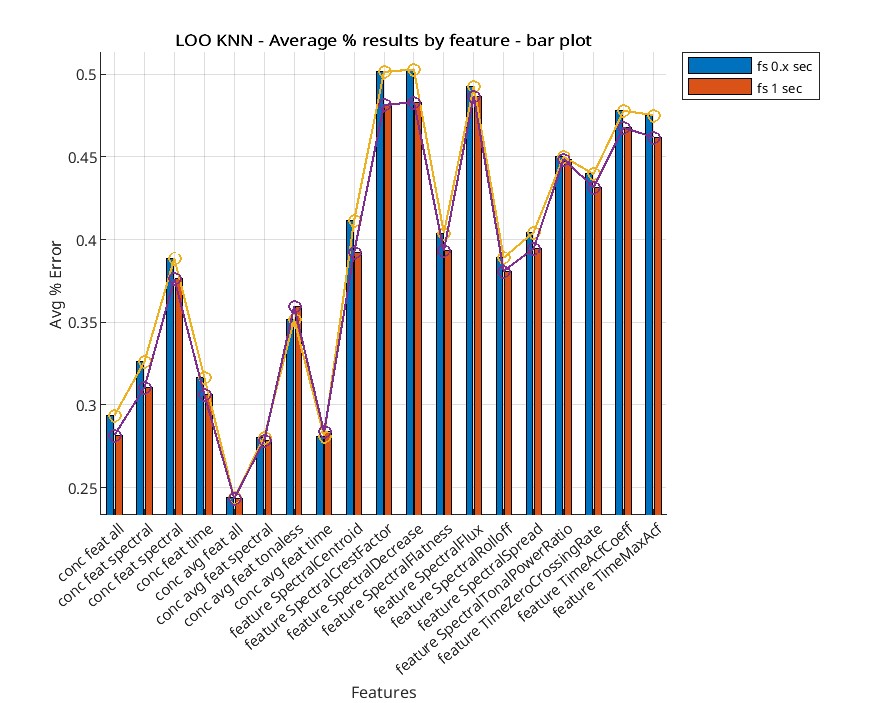 LOO KNN - Average % results by feature - bar plot
fs 0.x sec
fs 1 sec
Avg % Error
0.5
0.45
0.4
0.35
0.3
0.25
conc feat all
conc feat spectral
conc feat spectral
conc feat time
conc avg feat all
conc avg feat spectral
conc avg feat tonaless
conc avg feat time
feature SpectralCentroid
feature SpectralCrestFactor
feature SpectralDecrease
feature SpectralFlatness
feature SpectralFlux
feature SpectralRolloff
feature SpectralSpread
feature SpectralTonalPowerRatio
feature TimeZeroCrossingRate
feature TimeAcfCoeff
feature TimeMaxAcf
Features